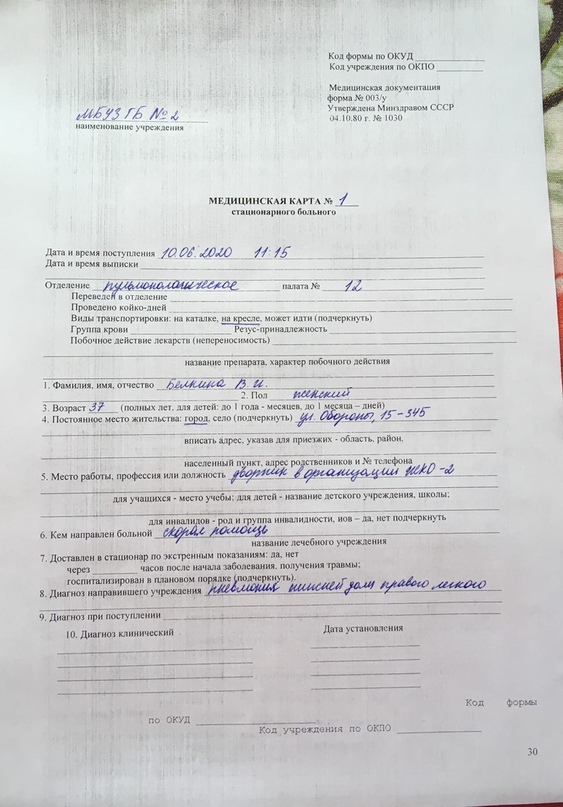 Код формы по ОКУД
Код учреждения по ОКПО
Медицинская документация
форма № 003/у
Утверждена Минздравом СССР
04.10.80 г. № 1030
МБУЗ ГБ №2
наименование учреждения
МЕДИЦИНСКАЯ КАРТА № 1
стационарного больного
Дата и время поступления 10.06.2020 11:15
Дата и время выписки
Отделение пульмонологическое палата № 12
Переведен в отделение
Проведено койко-дней
Виды транспортировки: на каталке, на кресле, может идти (подчеркнуть)
Группа крови Резус-принадлежность
Побочное действие лекарств (непереносимость)
название препарата, характер побочного действия
1. Фамилия, имя, отчество Белкина В. И.
2. Пол женский
3. Возраст 37 (полных лет, для детей: до 1 года - месяцев, до 1 месяца – дней)
4. Постоянное место жительства: город, село (подчеркнуть) ул. Обороны, 15-345
вписать адрес, указав для приезжих - область, район,
населенный пункт, адрес родственников и № телефона
5. Место работы, профессия или должность дворник в организации ЖКО-2
для учащихся - место учебы; для детей - название детского учреждения, школы;
для инвалидов - род и группа инвалидности, иов – да, нет подчеркнуть
6. Кем направлен больной скорая помощь
название лечебного учреждения
7. Доставлен в стационар по экстренным показаниям: да, нет
через часов после начала заболевания, получения травмы;
госпитализирован в плановом порядке (подчеркнуть).
8. Диагноз направившего учреждения пневмония нижней доли правого легкого
9. Диагноз при поступлении
10. Диагноз клинический Дата установления
Код формы
по ОКУД
Код учреждения по ОКПО
30